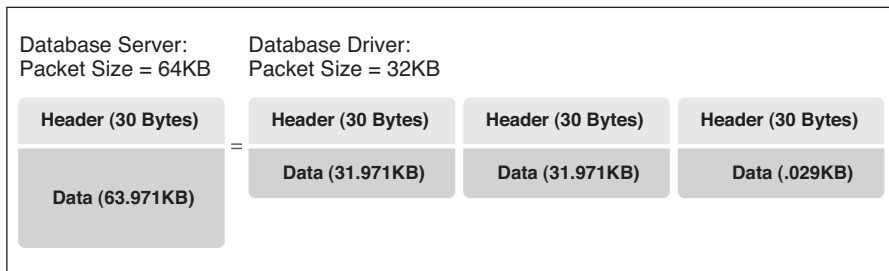 Database Server:
Packet Size = 64KB
Database Driver:
Packet Size = 32KB
Header (30 Bytes)
Data (63.971KB)
=
Header (30 Bytes)
Data (31.971KB)
Header (30 Bytes)
Data (31.971KB)
Header (30 Bytes)
Data (.029KB)